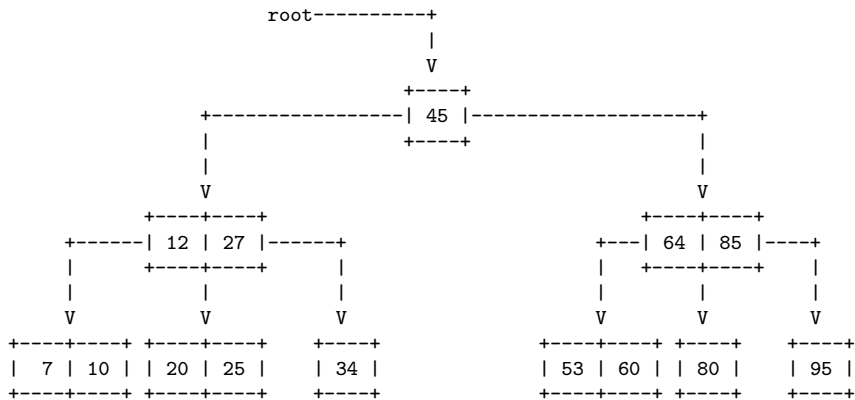 root----------+
|
V
+----+
+-----------------| 45 |--------------------+
| +----+ |
| |
V V
+----+----+ +----+----+
+------| 12 | 27 |------+ +---| 64 | 85 |----+
| +----+----+ | | +----+----+ |
| | | | | |
V V V V V V
+----+----+ +----+----+ +----+ +----+----+ +----+ +----+
| 7 | 10 | | 20 | 25 | | 34 | | 53 | 60 | | 80 | | 95 |
+----+----+ +----+----+ +----+ +----+----+ +----+ +----+